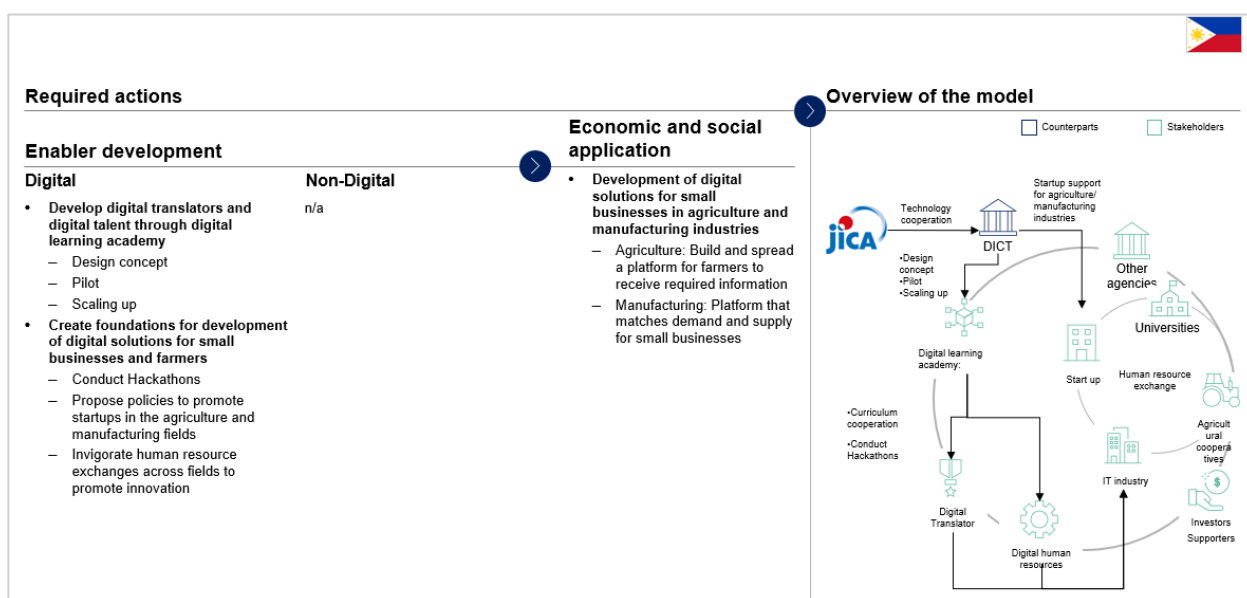 Required actions
Overview of the model
Enabler development
Economic and social
application
Digital
Non-Digital
• Develop digital translators and
digital talent through digital
learning academy
– Design concept
– Pilot
– Scaling up
• Create foundations for development
of digital solutions for small
businesses and farmers
– Conduct Hackathons
– Propose policies to promote
startups in the agriculture and
manufacturing fields
– Invigorate human resource
exchanges across fields to
promote innovation
n/a
• Development of digital
solutions for small
businesses in agriculture and
manufacturing industries
– Agriculture: Build and spread
a platform for farmers to
receive required information
– Manufacturing: Platform that
matches demand and supply
for small businesses
Counterparts
Stakeholders
jICA
Technology
cooperation
DICT
Startup support
for agriculture/
manufacturing
industries
•Design
concept
•Pilot
•Scaling up
Other
agencies
Universities
Digital learning
academy:
Start up
Human resource
exchange
•Curriculum
cooperation
•Conduct
Hackathons
Agricult
ural
coopera
tives
IT industry
$
Digital
Translator
Digital human
resources
Investors
Supporters